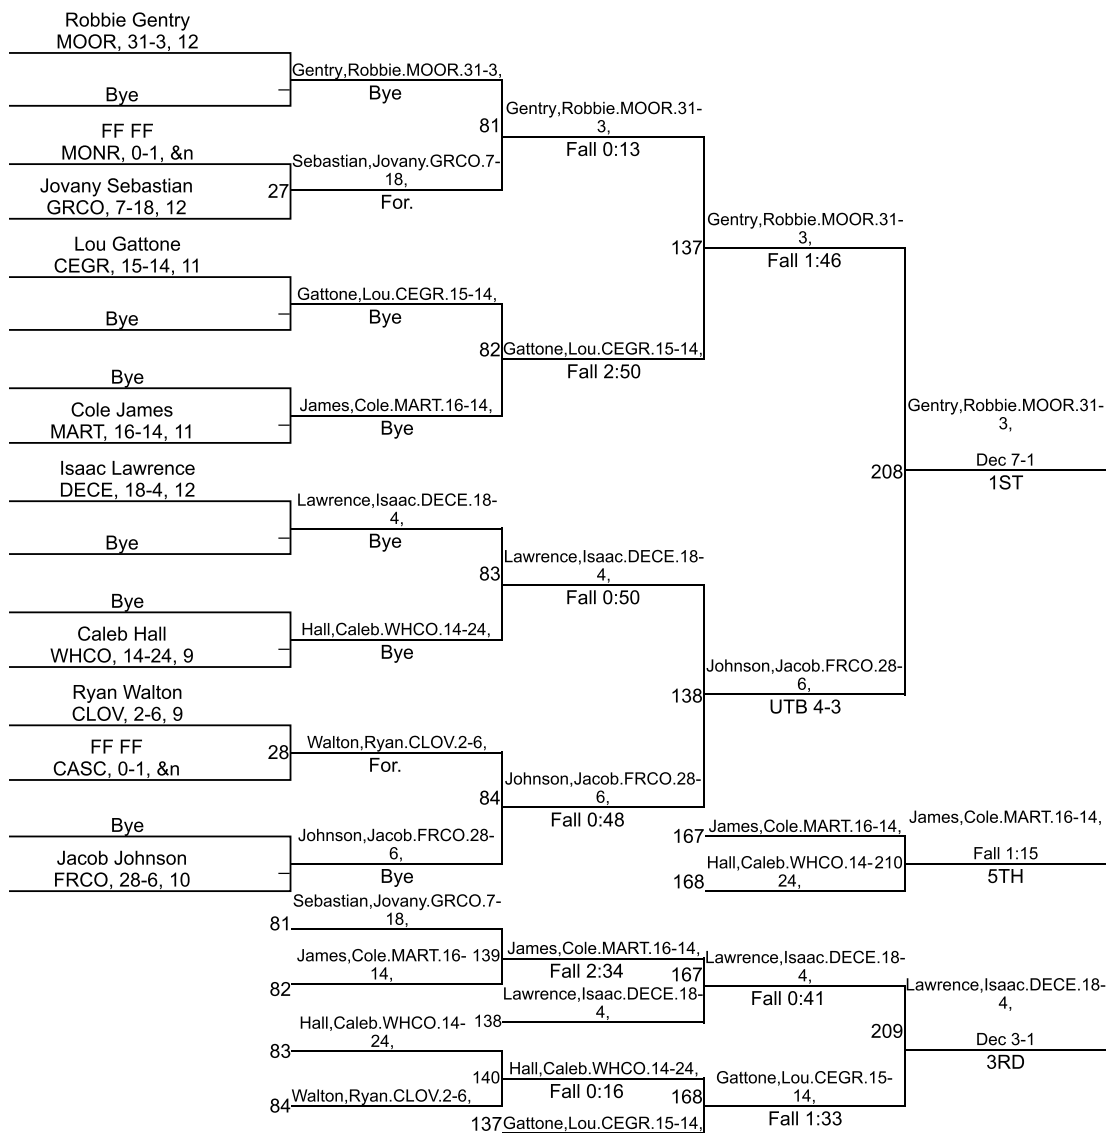 Robbie Gentry
MOOR, 31-3, 12
Bye
Gentry,Robbie.MOOR.31-3,
Bye
FF FF
MONR, 0-1, &n
Jovany Sebastian
GRCO, 7-18, 12
27
Sebastian,Jovany.GRCO.7-
18,
For.
81
Gentry,Robbie.MOOR.31-
3,
Fall 0:13
Lou Gattone
CEGR, 15-14, 11
Bye
Gattone,Lou.CEGR.15-14,
Bye
Bye
Cole James
MART, 16-14, 11
James,Cole.MART.16-14,
Bye
82
Gattone,Lou.CEGR.15-14,
Fall 2:50
137
Gentry,Robbie.MOOR.31-
3,
Fall 1:46
Isaac Lawrence
DECE, 18-4, 12
Bye
Lawrence,Isaac.DECE.18-
4,
Bye
Bye
Caleb Hall
WHCO, 14-24, 9
Hall,Caleb.WHCO.14-24,
Bye
83
Lawrence,Isaac.DECE.18-
4,
Fall 0:50
Ryan Walton
CLOV, 2-6, 9
FF FF
CASC, 0-1, &n
28
Walton,Ryan.CLOV.2-6,
For.
Bye
Jacob Johnson
FRCO, 28-6, 10
Johnson,Jacob.FRCO.28-
6,
Bye
84
Johnson,Jacob.FRCO.28-
6,
Fall 0:48
138
Johnson,Jacob.FRCO.28-
6,
UTB 4-3
208
Gentry,Robbie.MOOR.31-
3,
Dec 7-1
1ST
167
James,Cole.MART.16-14,
168
Hall,Caleb.WHCO.14-
24,
210
James,Cole.MART.16-14,
Fall 1:15
5TH
81
Sebastian,Jovany.GRCO.7-
18,
82
James,Cole.MART.16-
14,
139
James,Cole.MART.16-14,
Fall 2:34
138
Lawrence,Isaac.DECE.18-
4,
167
Lawrence,Isaac.DECE.18-
4,
Fall 0:41
83
Hall,Caleb.WHCO.14-
24,
84
Walton,Ryan.CLOV.2-6,
140
Hall,Caleb.WHCO.14-24,
Fall 0:16
137
Gattone,Lou.CEGR.15-14,
168
Gattone,Lou.CEGR.15-
14,
Fall 1:33
209
Lawrence,Isaac.DECE.18-
4,
Dec 3-1
3RD